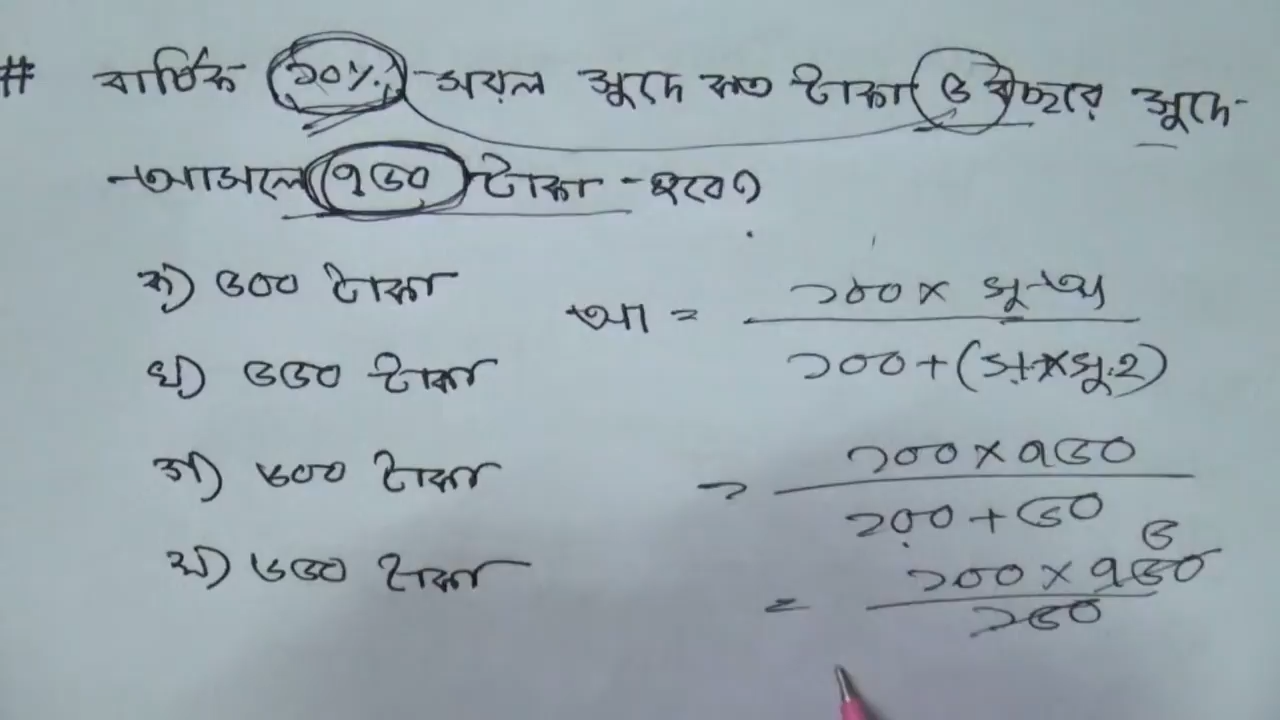 # বার্ষিক ১০% সরল সুদে কত টাকা ৫ বছরে সুদে-
আসলে ৭৫০ টাকা হবে?
ক) ৫০০ টাকা
খ) ৫৫০ টাকা
গ) ৬০০ টাকা
ঘ) ৬৫০ টাকা
আ = ১০০ × সু-আ
১০০ + (স × সু.হ)
= ১০০ × ৭৫০
১০০ + ৫০
৫
= ১০০ × ৭৫০
১৫০